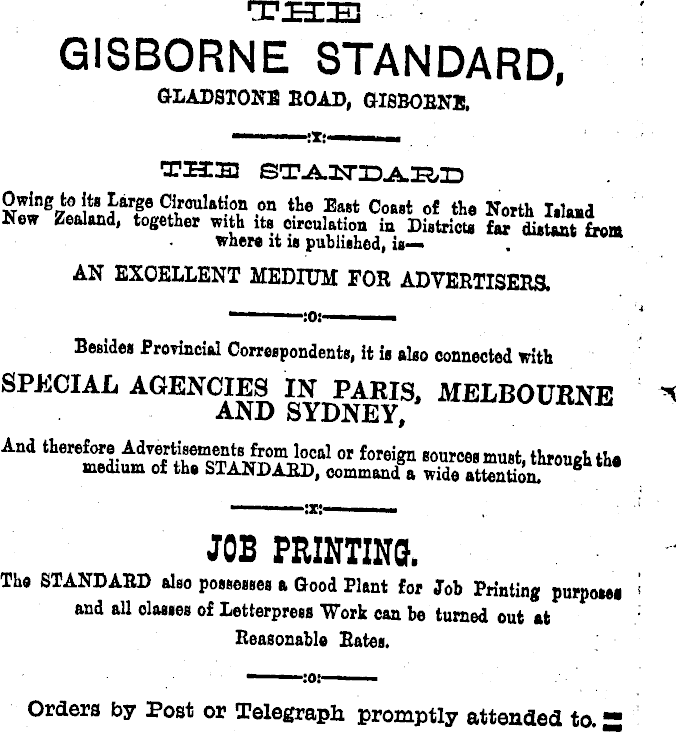 THE
GISBORNE STANDARD,
GLADSTONE ROAD, GISBORNE.
:x:
THE STANDARD
Owing to its Large Circulation on the East Coast of the North Island
New Zealand, together with its circulation in Districts far distant from
where it is published, is—
AN EXCELLENT MEDIUM FOR ADVERTISERS.
:o:
Besides Provincial Correspondents, it is also connected with
SPECIAL AGENCIES IN PARIS, MELBOURNE
AND SYDNEY,
And therefore Advertisements from local or foreign sources must, through the
medium of the STANDARD, command a wide attention.
:x:
JOB PRINTING.
The STANDARD also possesses a Good Plant for Job Printing purposes
and all classes of Letterpress Work can be turned out at
Reasonable Rates.
:o:
Orders by Post or Telegraph promptly attended to.